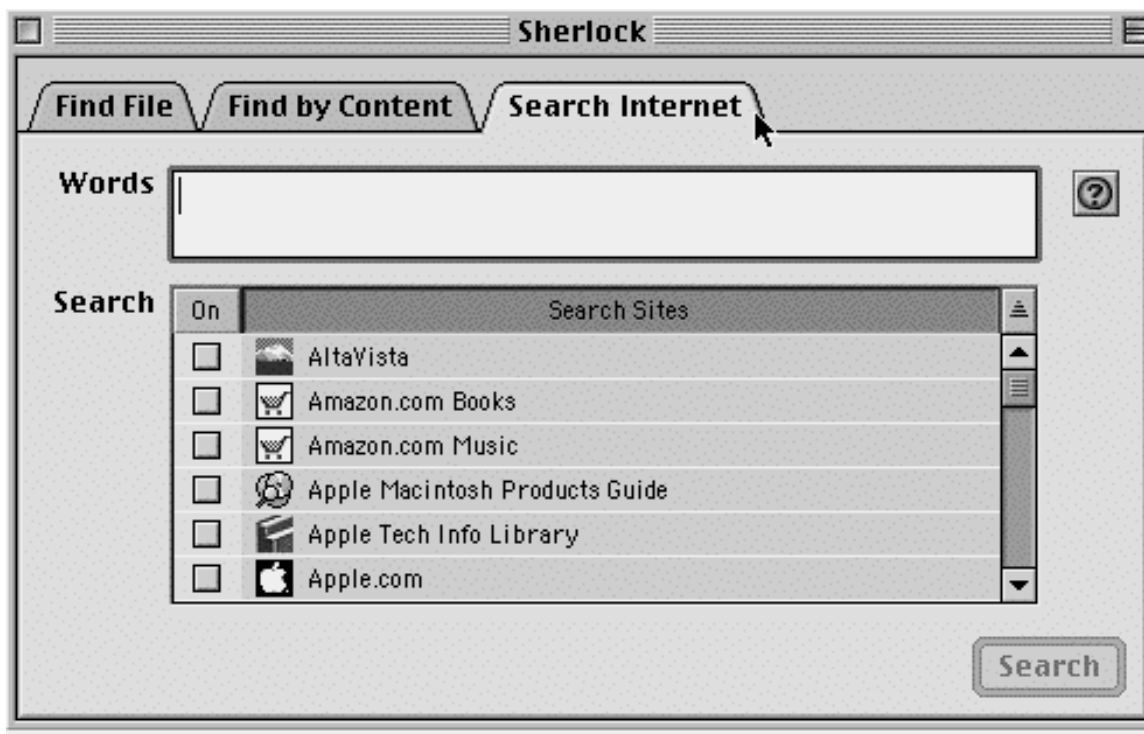 Sherlock
Find File Find by Content Search Internet
Words
?
Search On Search Sites
AltaVista
Amazon.com Books
Amazon.com Music
Apple Macintosh Products Guide
Apple Tech Info Library
Apple.com
Search